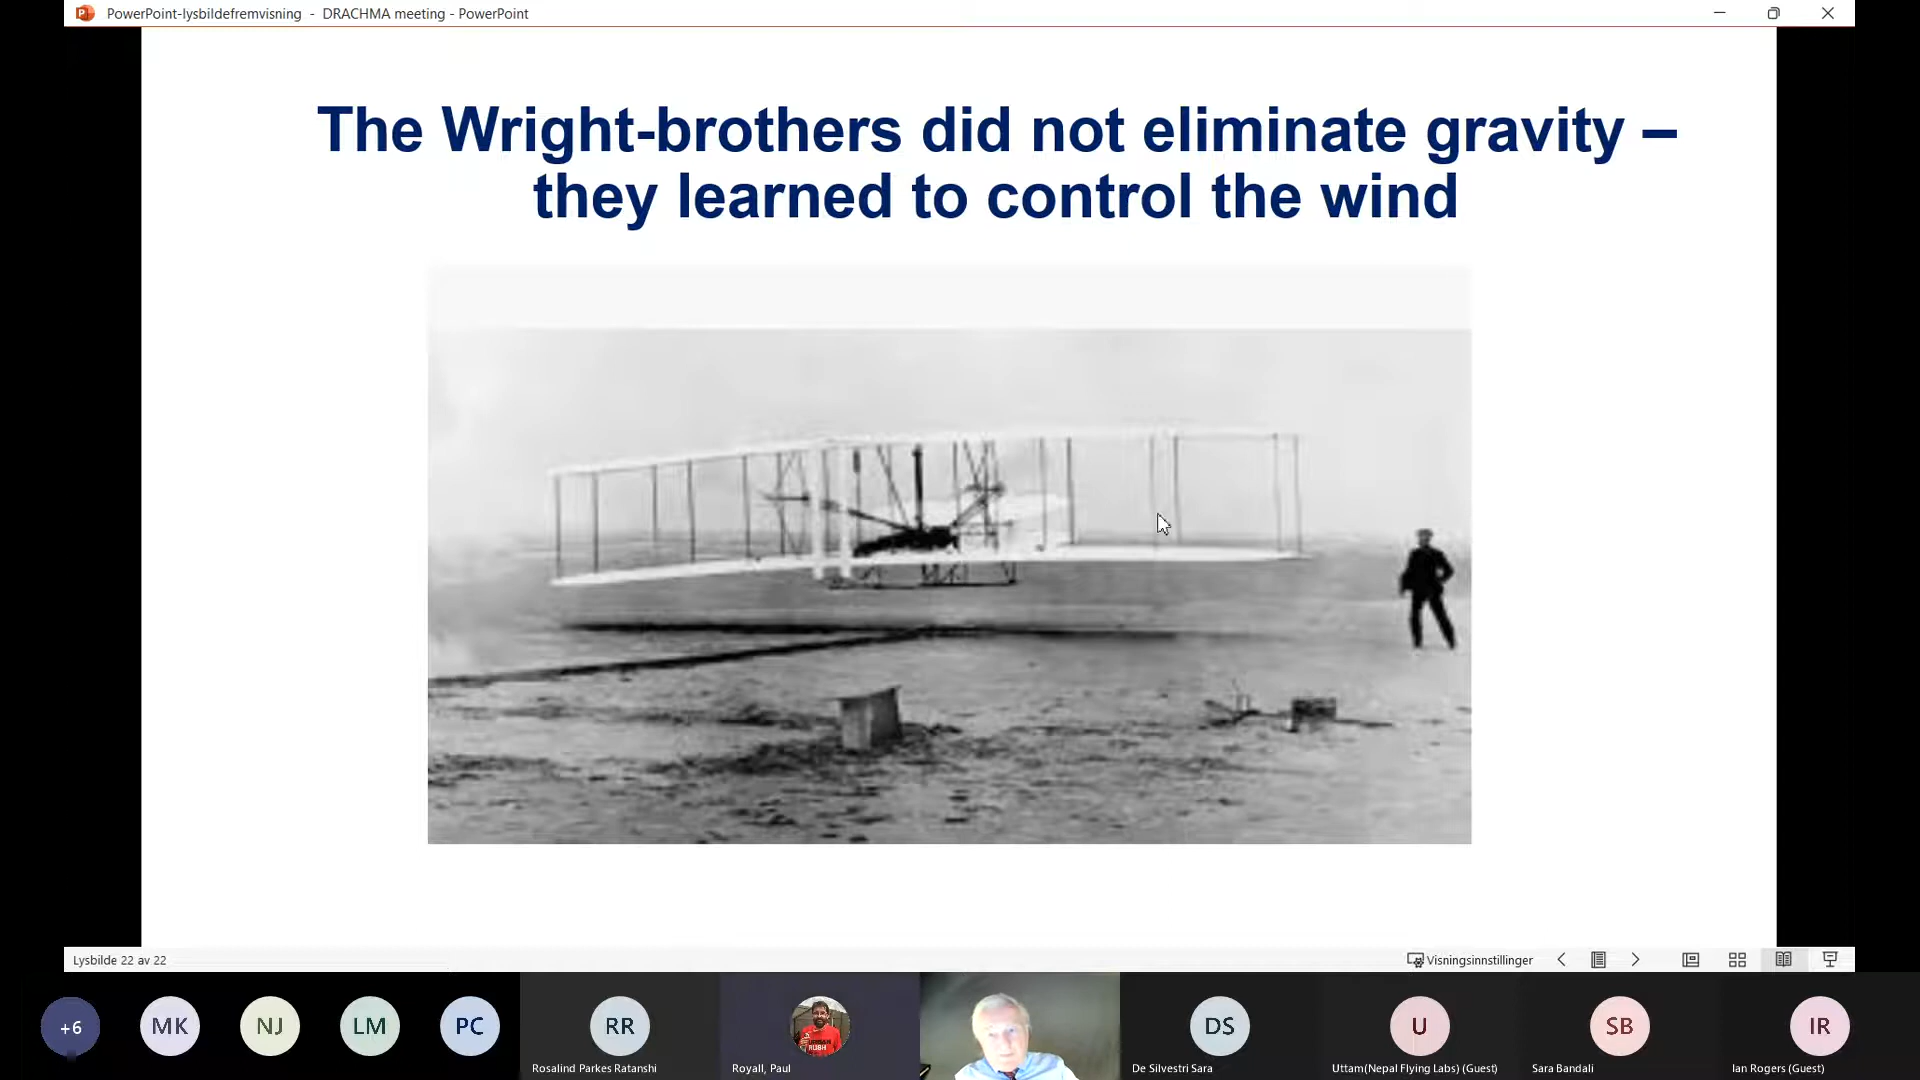 PowerPoint-lysbildefremvisning - DRACHMA meeting - PowerPoint
The Wright-brothers did not eliminate gravity –
they learned to control the wind
Lysbilde 22 av 22
Visningsinnstillinger
+6
MK
NJ
LM
PC
RR
DS
U
SB
IR
Rosalind Parkes Ratanshi
Royall, Paul
De Silvestri Sara
Uttam(Nepal Flying Labs) (Guest)
Sara Bandali
Ian Rogers (Guest)